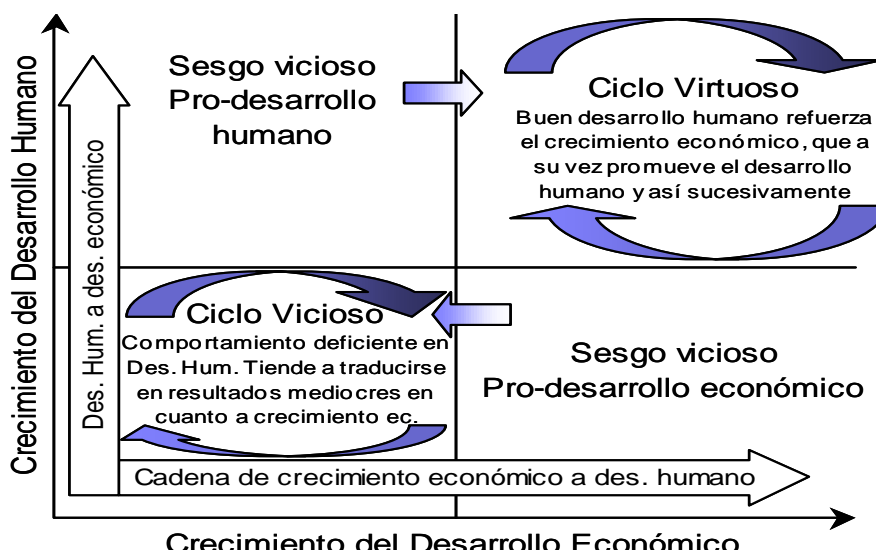 Crecimiento del Desarrollo Humano
Des. Hum. a des. económico
Sesgo vicioso
Pro-desarrollo
humano
Ciclo Virtuoso
Buen desarrollo humano refuerza
el crecimiento económico, que a
su vez promueve el desarrollo
humano y así sucesivamente
Ciclo Vicioso
Comportamiento deficiente en
Des. Hum. Tiende a traducirse
en resultados mediocres en
cuanto a crecimiento ec.
Sesgo vicioso
Pro-desarrollo económico
Cadena de crecimiento económico a des. humano
Crecimiento del Desarrollo Económico